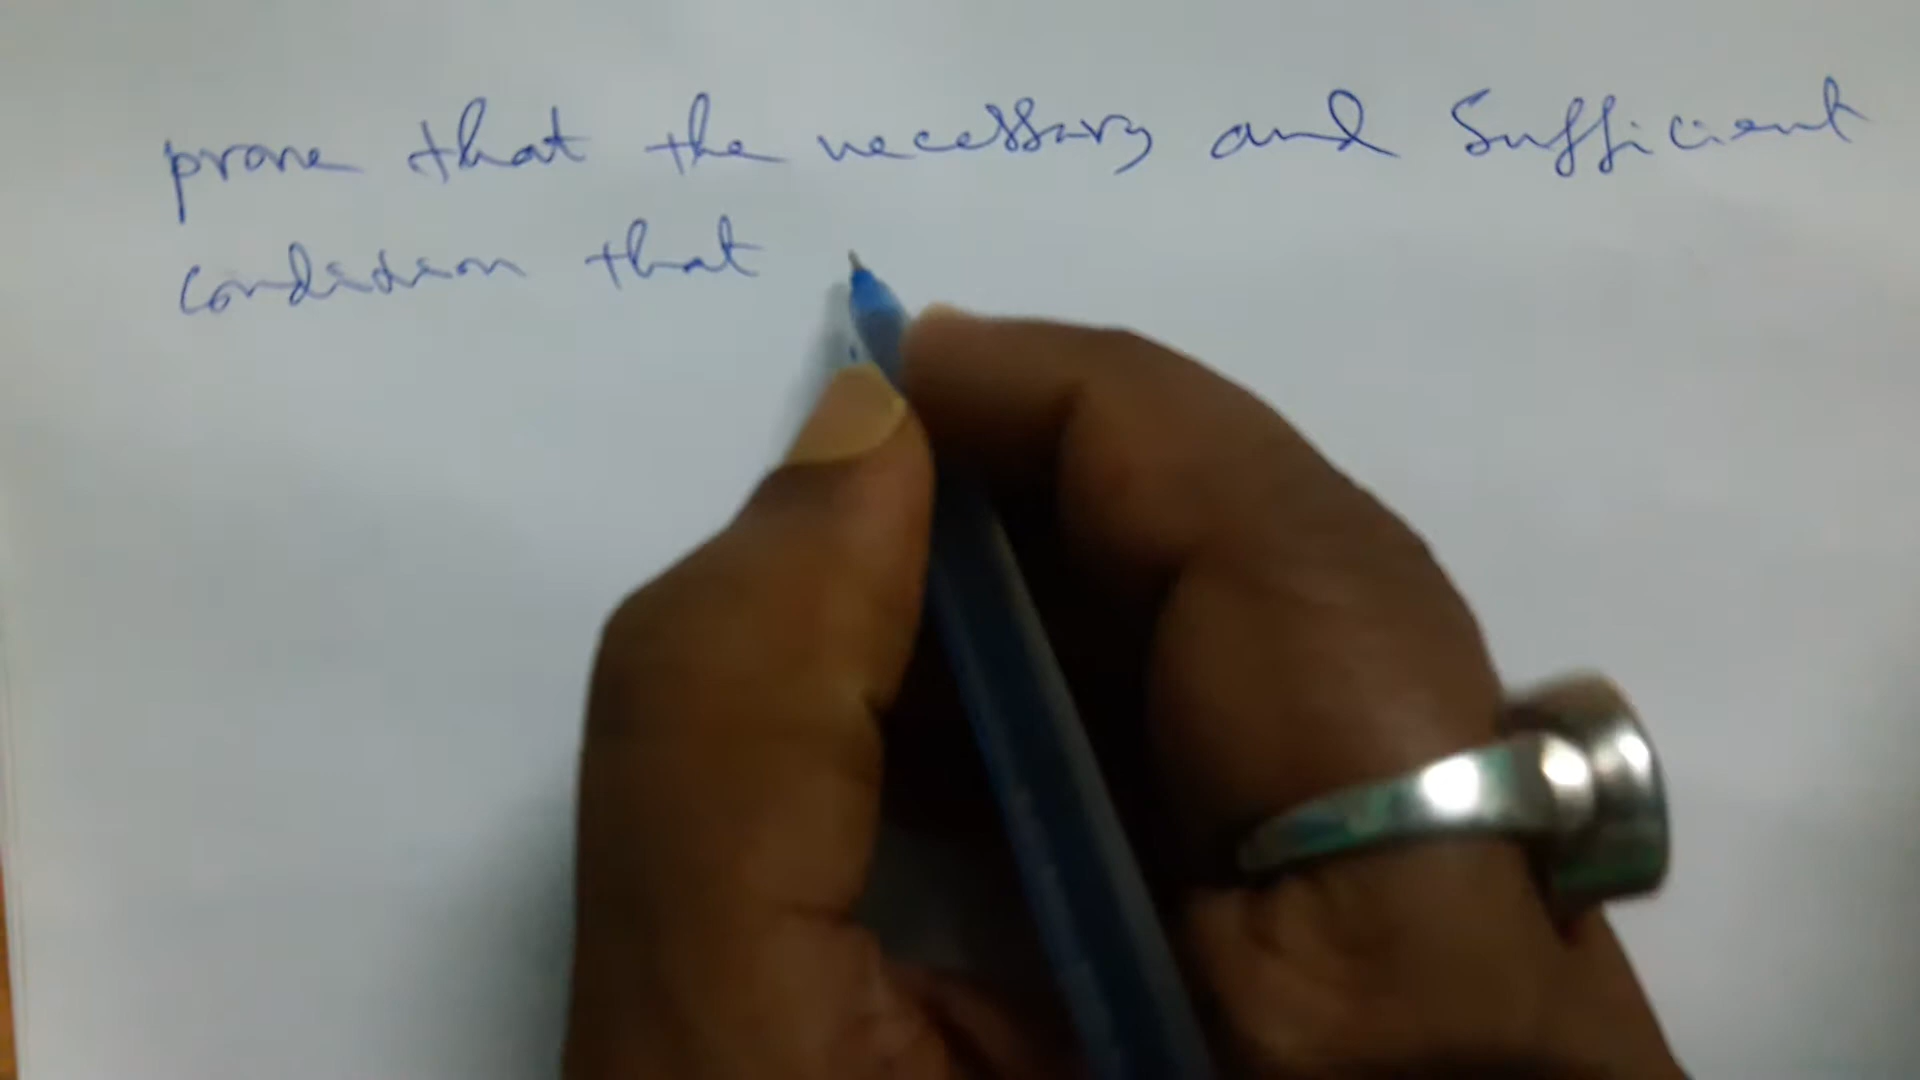 prove that the necessary and Sufficient
condition that